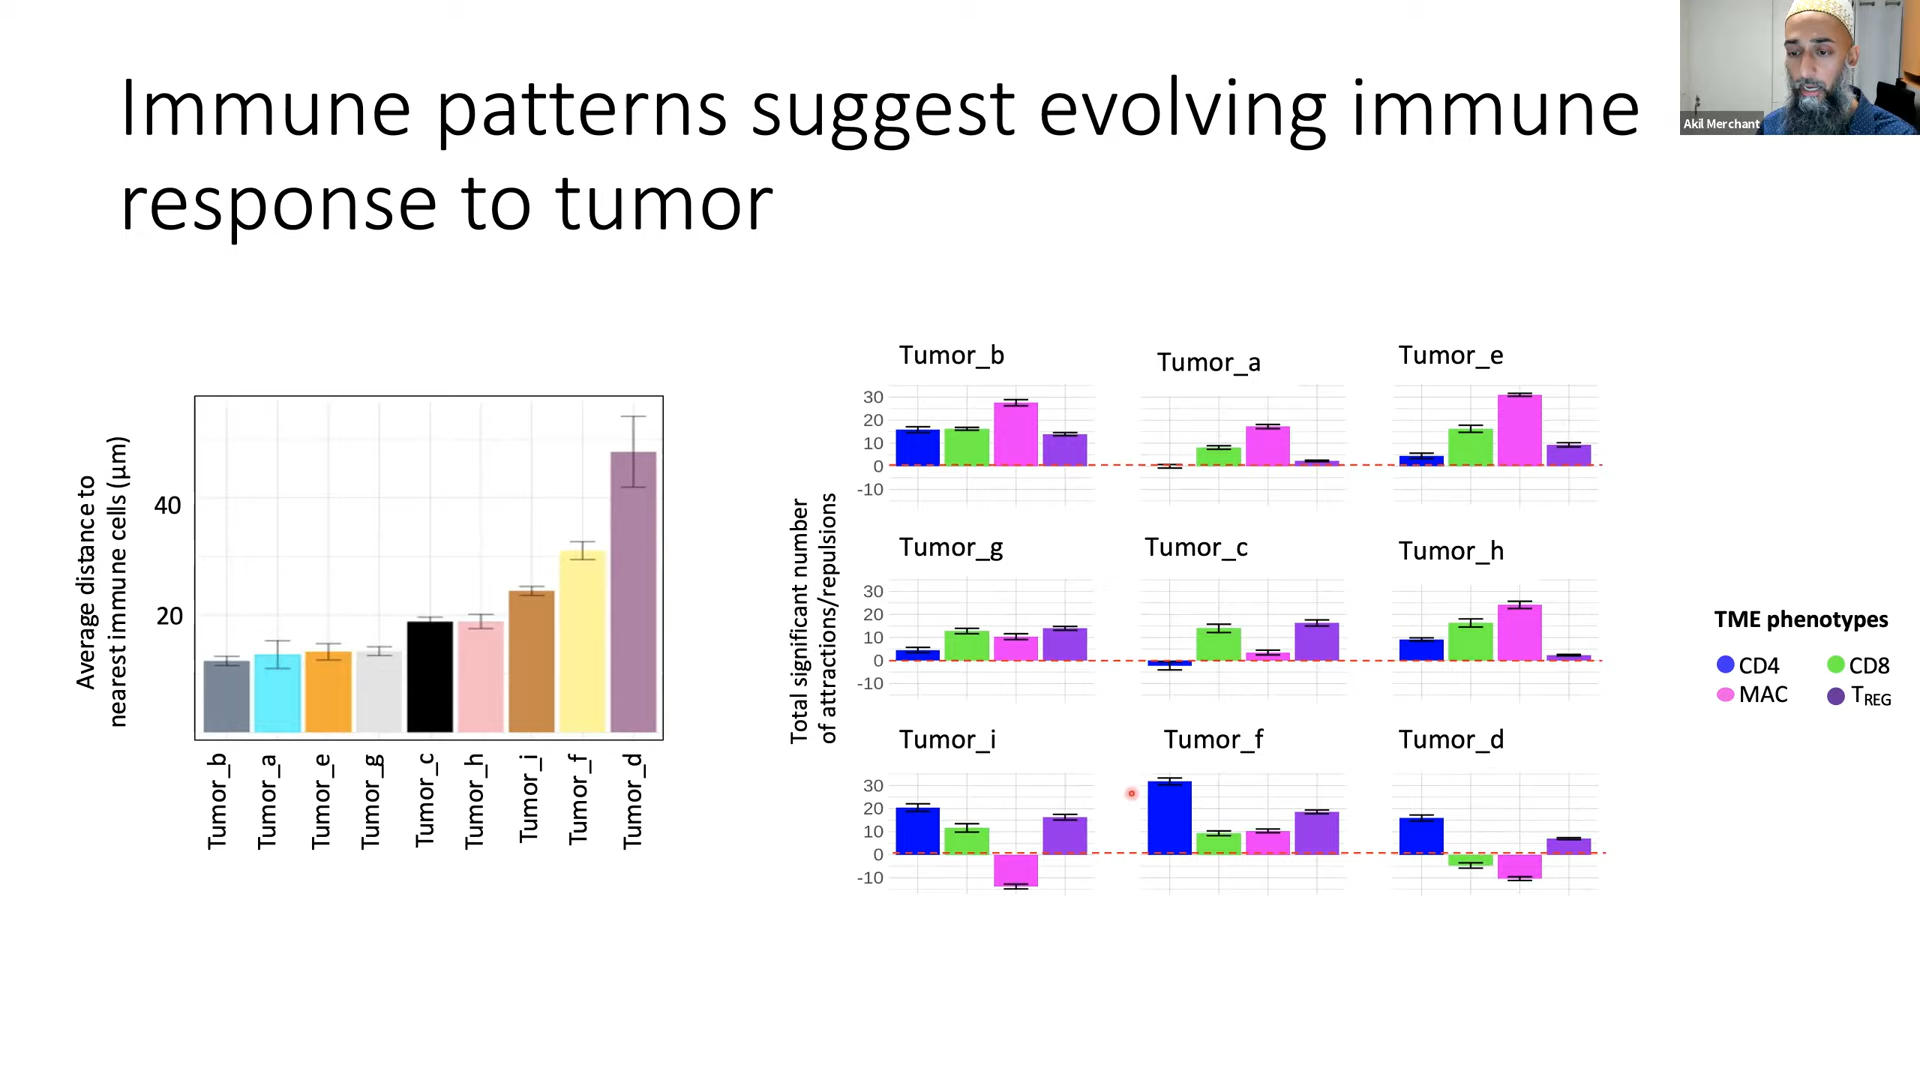 Immune patterns suggest evolving immune
response to tumor
Akil Merchant
Average distance to
nearest immune cells (µm)
40
20
Tumor_b
Tumor_a
Tumor_e
Tumor_g
Tumor_c
Tumor_h
Tumor_i
Tumor_f
Tumor_d
Total significant number
of attractions/repulsions
Tumor_b
Tumor_a
Tumor_e
30
20
10
0
-10
Tumor_g
Tumor_c
Tumor_h
30
20
10
0
-10
Tumor_i
Tumor_f
Tumor_d
30
20
10
0
-10
TME phenotypes
CD4 CD8
MAC TREG